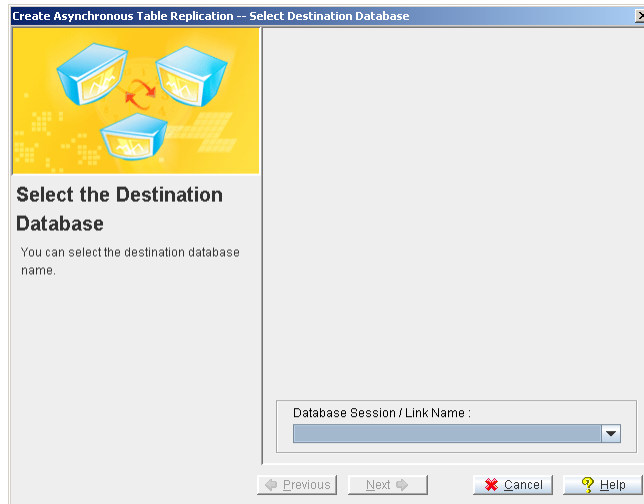 Create Asynchronous Table Replication -- Select Destination Database
Select the Destination
Database
You can select the destination database
name.
Database Session / Link Name :
Previous
Next
Cancel
Help